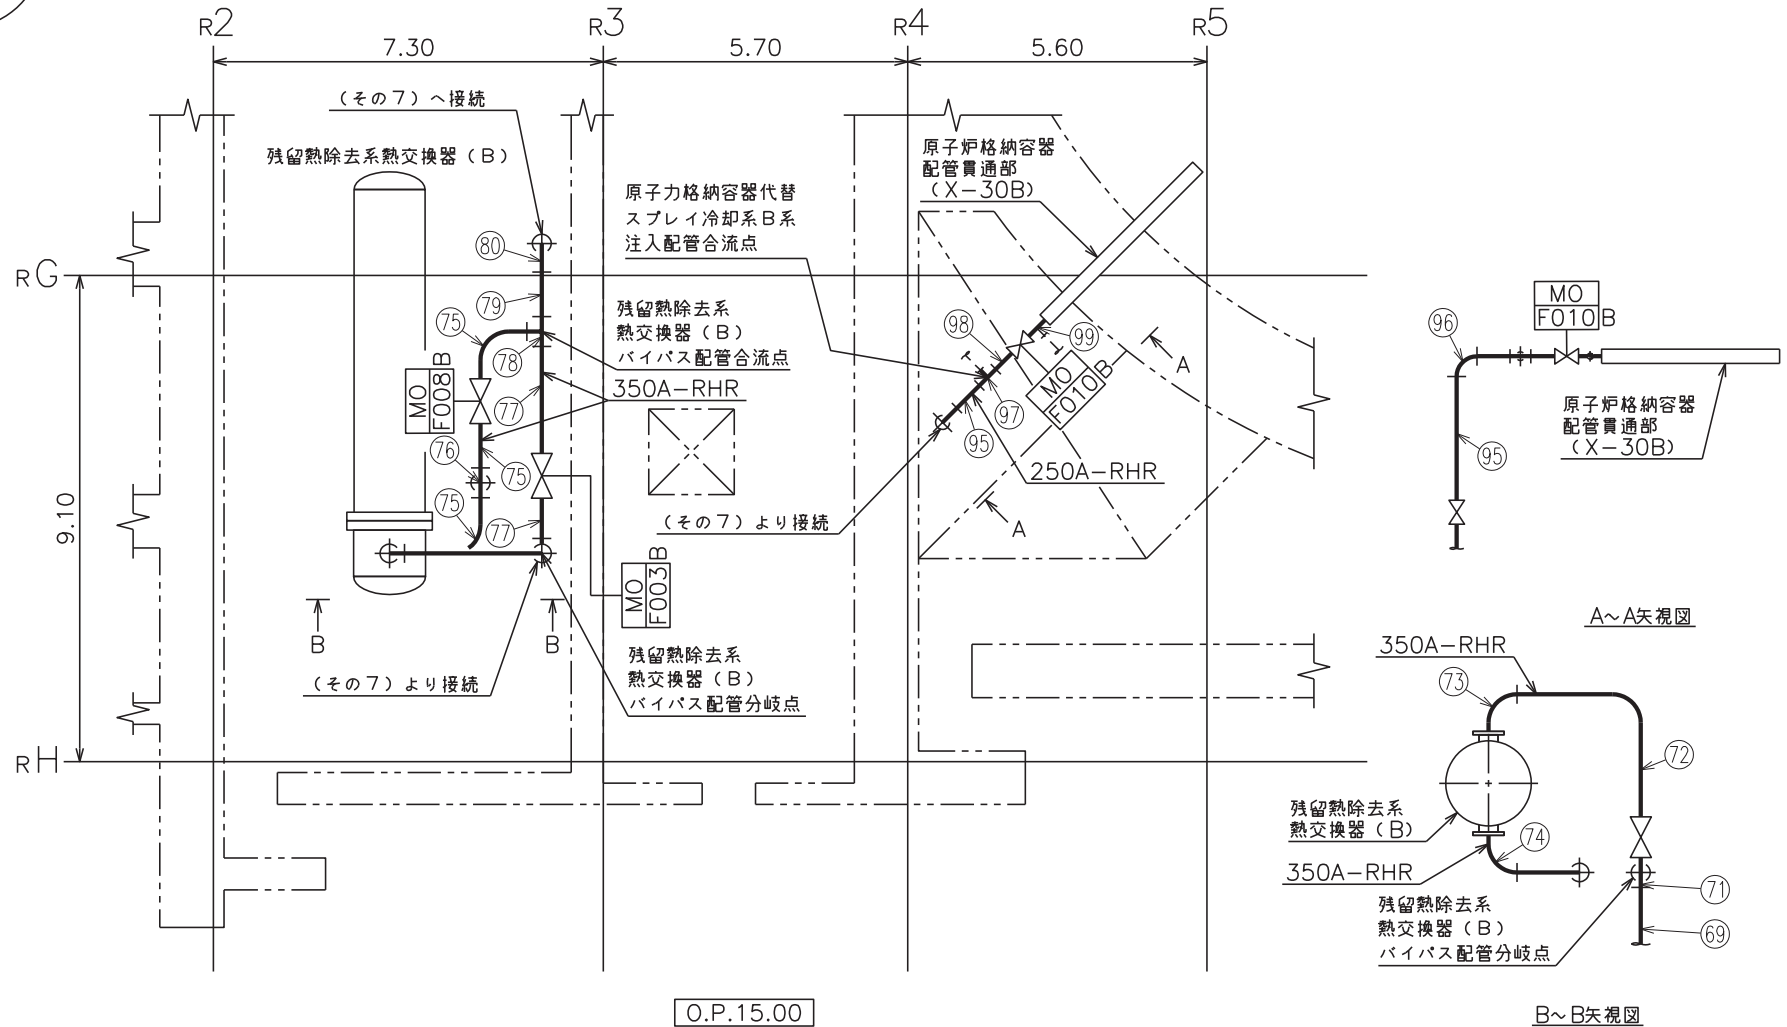 R2
R3
R4
R5
7.30
5.70
5.60
(その7)へ接続
残留熱除去系熱交換器(B)
原子力格納容器代替
スプレイ冷却系B系
注入配管合流点
原子炉格納容器
配管貫通部
(X-30B)
RG
80
79
75
78
77
76
75
75
77
MO
F008B
残留熱除去系
熱交換器(B)
バイパス配管合流点
350A-RHR
98
99
97
95
MO
F010B
A
A
250A-RHR
(その7)より接続
9.10
MO
F003B
B
B
(その7)より接続
残留熱除去系
熱交換器(B)
バイパス配管分岐点
RH
O.P.15.00
96
95
MO
F010B
原子炉格納容器
配管貫通部
(X-30B)
A~A矢視図
350A-RHR
73
72
残留熱除去系
熱交換器(B)
74
350A-RHR
71
69
残留熱除去系
熱交換器(B)
バイパス配管分岐点
B~B矢視図